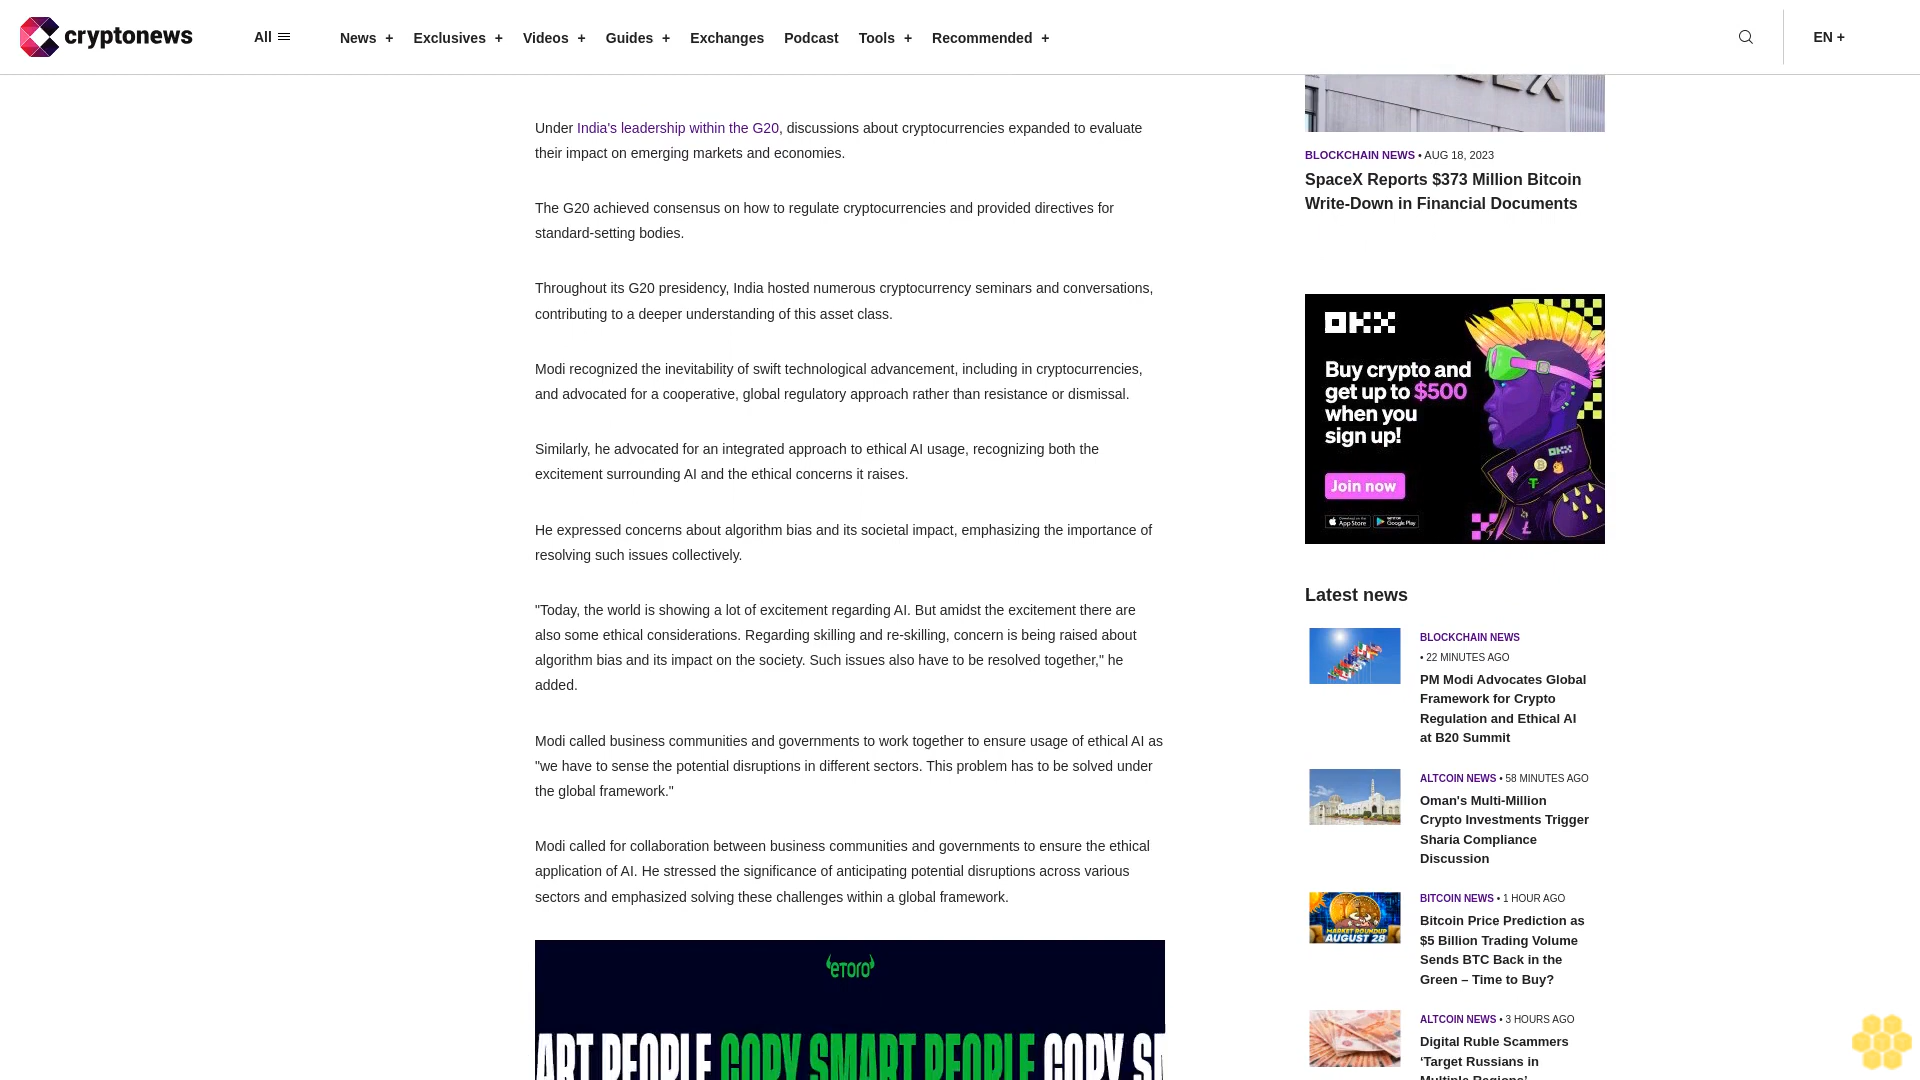 cryptonews
All
News +
Exclusives +
Videos +
Guides +
Exchanges
Podcast
Tools +
Recommended +
EN +
Under India's leadership within the G20, discussions about cryptocurrencies expanded to evaluate
their impact on emerging markets and economies.
The G20 achieved consensus on how to regulate cryptocurrencies and provided directives for
standard-setting bodies.
Throughout its G20 presidency, India hosted numerous cryptocurrency seminars and conversations,
contributing to a deeper understanding of this asset class.
Modi recognized the inevitability of swift technological advancement, including in cryptocurrencies,
and advocated for a cooperative, global regulatory approach rather than resistance or dismissal.
Similarly, he advocated for an integrated approach to ethical AI usage, recognizing both the
excitement surrounding AI and the ethical concerns it raises.
He expressed concerns about algorithm bias and its societal impact, emphasizing the importance of
resolving such issues collectively.
"Today, the world is showing a lot of excitement regarding AI. But amidst the excitement there are
also some ethical considerations. Regarding skilling and re-skilling, concern is being raised about
algorithm bias and its impact on the society. Such issues also have to be resolved together," he
added.
Modi called business communities and governments to work together to ensure usage of ethical AI as
"we have to sense the potential disruptions in different sectors. This problem has to be solved under
the global framework."
Modi called for collaboration between business communities and governments to ensure the ethical
application of AI. He stressed the significance of anticipating potential disruptions across various
sectors and emphasized solving these challenges within a global framework.
eToro
ART PEOPLE COPY SMART PEOPLE COPY S
BLOCKCHAIN NEWS • AUG 18, 2023
SpaceX Reports $373 Million Bitcoin
Write-Down in Financial Documents
OKX
Buy crypto and
get up to $500
when you
sign up!
Join now
Download on the App Store
Google Play
Latest news
BLOCKCHAIN NEWS
• 22 MINUTES AGO
PM Modi Advocates Global
Framework for Crypto
Regulation and Ethical AI
at B20 Summit
ALTCOIN NEWS • 58 MINUTES AGO
Oman's Multi-Million
Crypto Investments Trigger
Sharia Compliance
Discussion
MARKET ROUNDUP
AUGUST 28
BITCOIN NEWS • 1 HOUR AGO
Bitcoin Price Prediction as
$5 Billion Trading Volume
Sends BTC Back in the
Green – Time to Buy?
ALTCOIN NEWS • 3 HOURS AGO
Digital Ruble Scammers
‘Target Russians in
Multiple Regions’